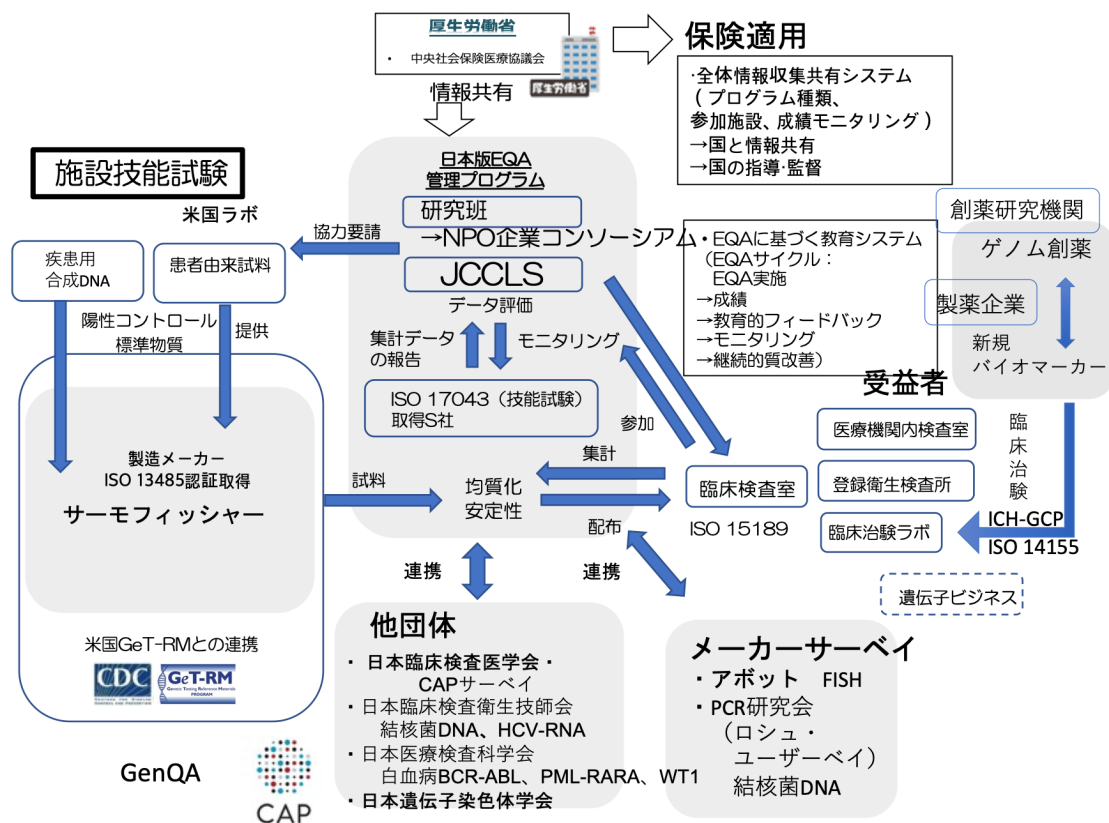 厚生労働省
・ 中央社会保険医療協議会
厚生労働省
情報共有
保険適用
・全体情報収集共有システム
( プログラム種類、
参加施設、成績モニタリング )
→国と情報共有
→国の指導・監督
施設技能試験
日本版EQA
管理プログラム
研究班
→NPO企業コンソーシアム
JCCLS
データ評価
集計データ
の報告
モニタリング
ISO 17043（技能試験）
取得S社
米国ラボ
協力要請
疾患用
合成DNA
患者由来試料
陽性コントロール
標準物質
提供
製造メーカー
ISO 13485認証取得
サーモフィッシャー
米国GeT-RMとの連携
CDC
CENTERS FOR DISEASE
CONTROL AND PREVENTION
GeT-RM
Genetic Testing Reference Materials
PROGRAM
GenQA
CAP
試料
均質化
安定性
集計
配布
参加
連携
連携
・EQAに基づく教育システム
（EQAサイクル：
EQA実施
→成績
→教育的フィードバック
→モニタリング
→継続的質改善）
創薬研究機関
ゲノム創薬
製薬企業
新規
バイオマーカー
受益者
臨床検査室
ISO 15189
医療機関内検査室
登録衛生検査所
臨床治験ラボ
臨床治験
ICH-GCP
ISO 14155
遺伝子ビジネス
他団体
・ 日本臨床検査医学会・
CAPサーベイ
・日本臨床検査衛生技師会
結核菌DNA、HCV-RNA
・日本医療検査科学会
白血病BCR-ABL、PML-RARA、WT1
・日本遺伝子染色体学会
メーカーサーベイ
・アボット FISH
・PCR研究会
（ロシュ・
ユーザーベイ）
結核菌DNA